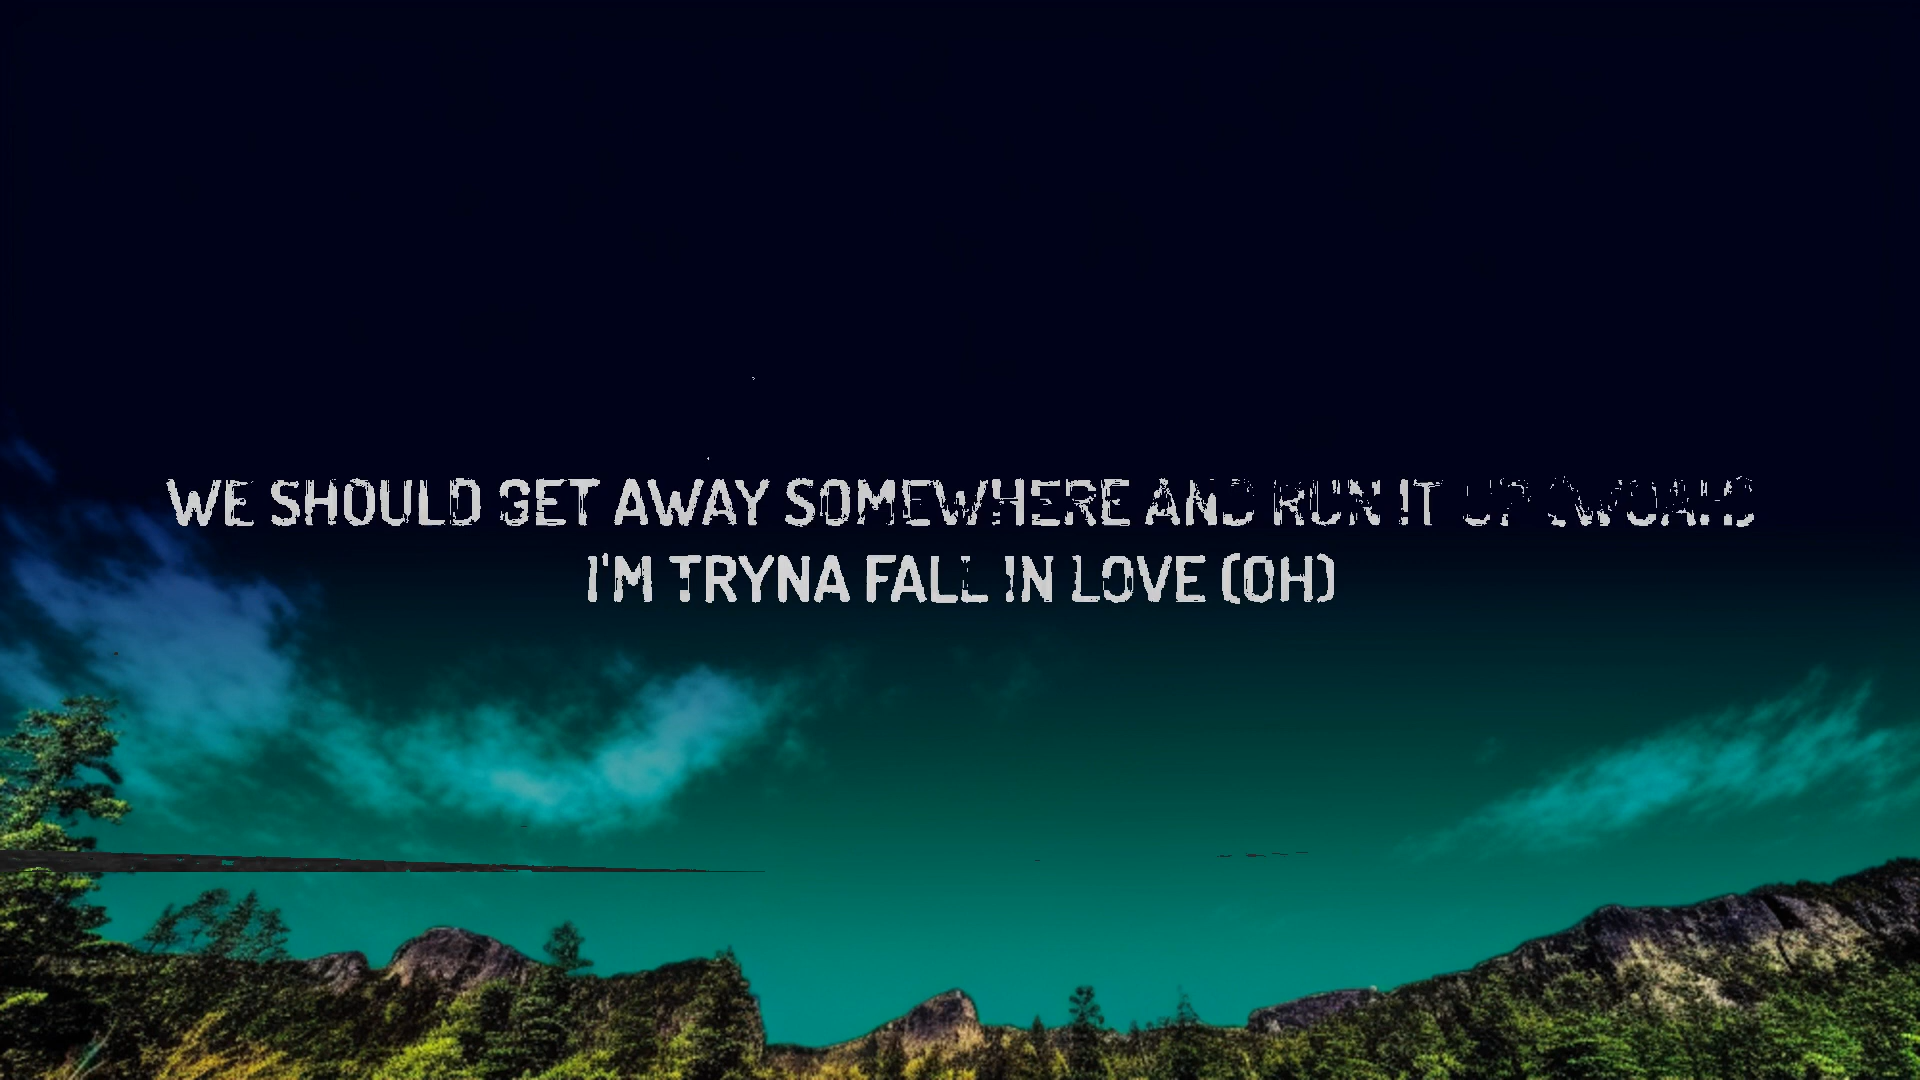 WE SHOULD GET AWAY SOMEWHERE AND RUN IT UP (WOAH)
I'M TRYNA FALL IN LOVE (OH)